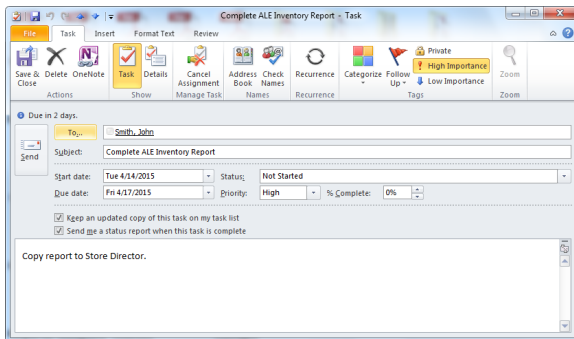 Complete ALE Inventory Report - Task
File Task Insert Format Text Review
Save & Close Delete OneNote Task Details Cancel Assignment Address Book Check Names Recurrence Categorize Follow Up Private High Importance Low Importance Zoom
Actions Show Manage Task Names Recurrence Tags Zoom
Due in 2 days.
To... Smith, John
Send
Subject: Complete ALE Inventory Report
Start date: Tue 4/14/2015 Status: Not Started
Due date: Fri 4/17/2015 Priority: High % Complete: 0%
Keep an updated copy of this task on my task list
Send me a status report when this task is complete
Copy report to Store Director.